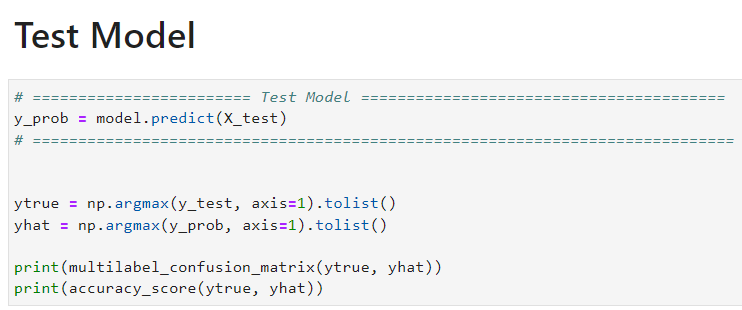 Test Model
# ======================== Test Model ========================================
y_prob = model.predict(X_test)
# =============================================================================
ytrue = np.argmax(y_test, axis=1).tolist()
yhat = np.argmax(y_prob, axis=1).tolist()
print(multilabel_confusion_matrix(ytrue, yhat))
print(accuracy_score(ytrue, yhat))